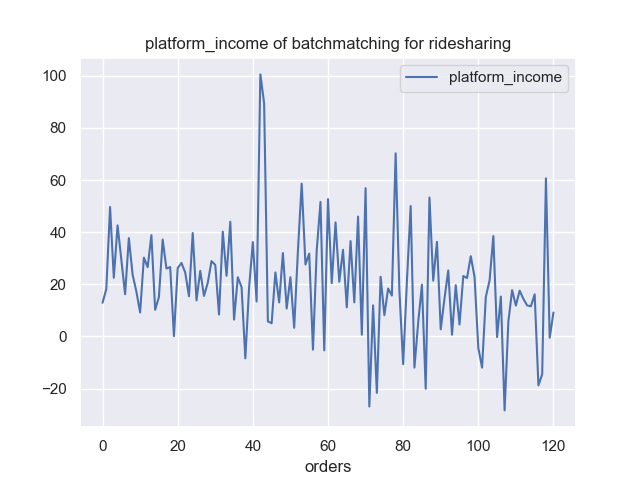 platform_income of batchmatching for ridesharing
platform_income
100
80
60
40
20
0
−20
0 20 40 60 80 100 120
orders